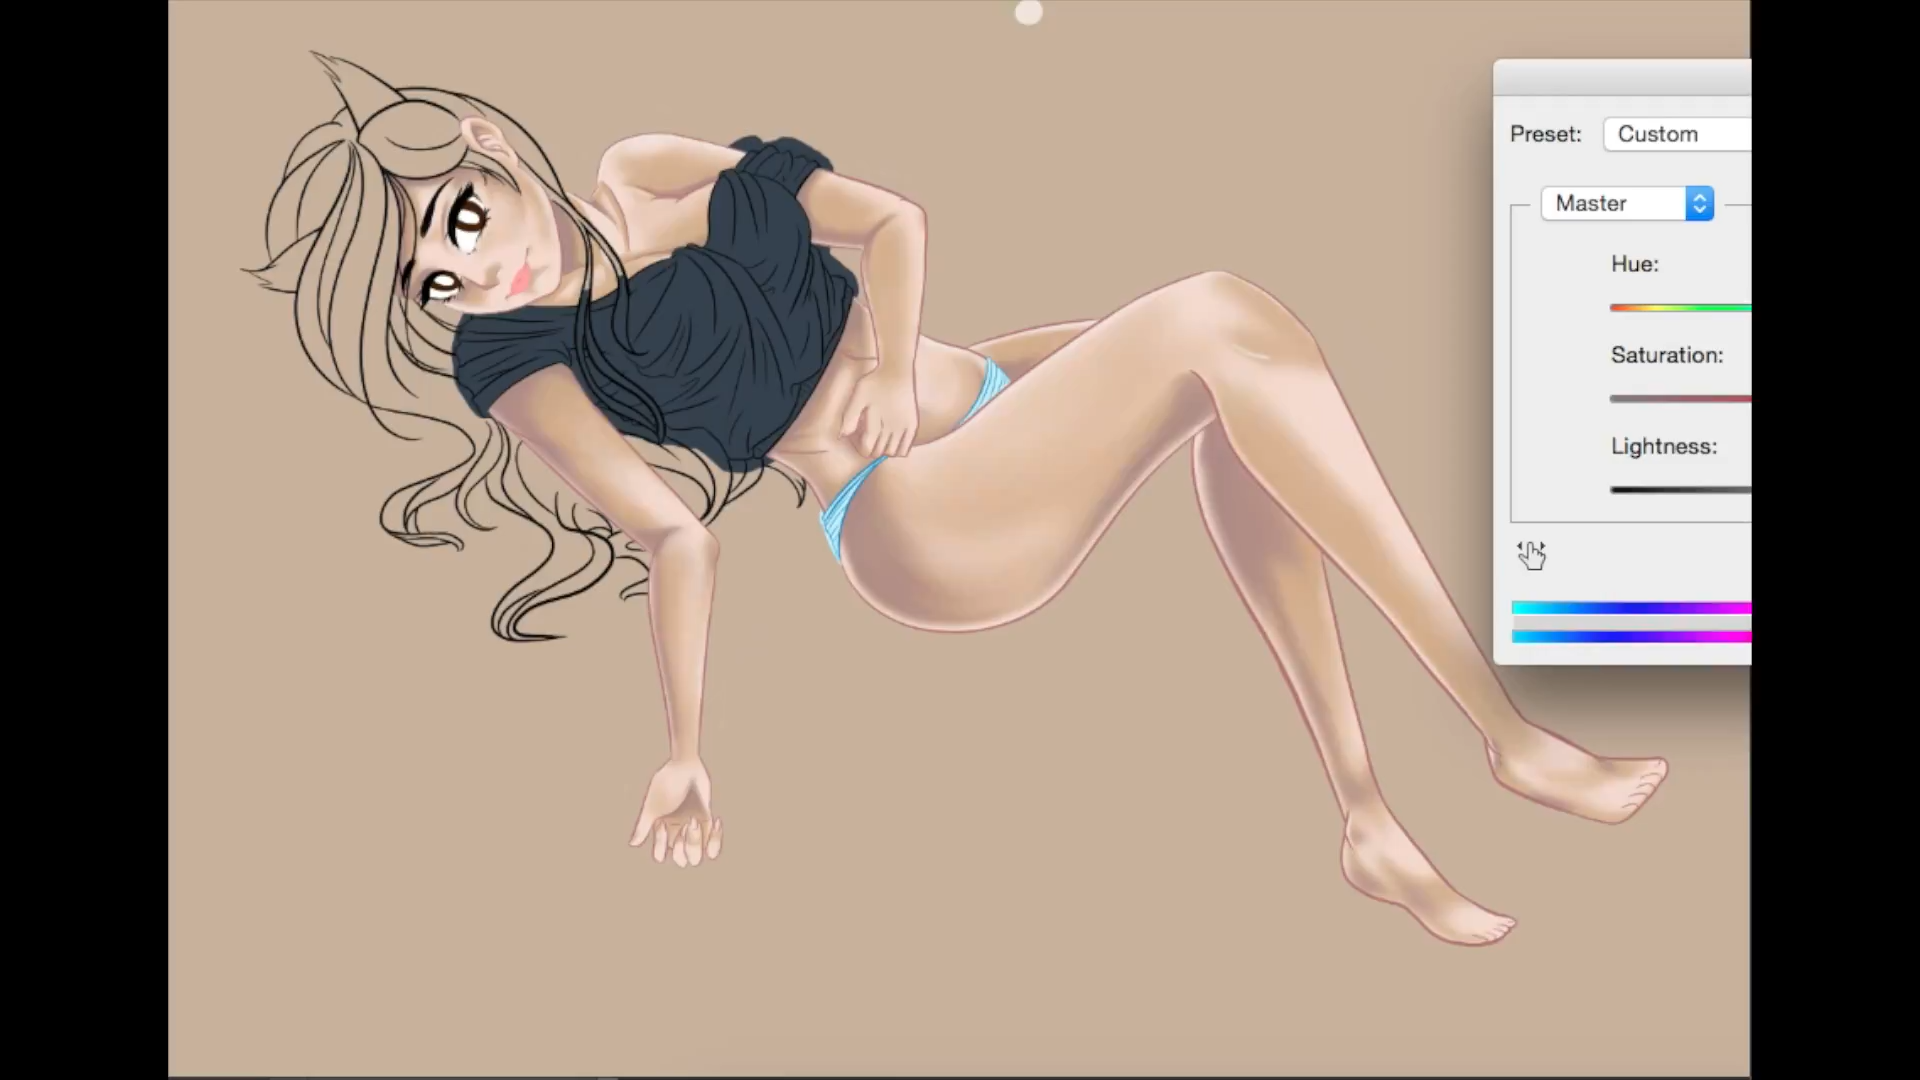 Preset: Custom
Master
Hue:
Saturation:
Lightness: